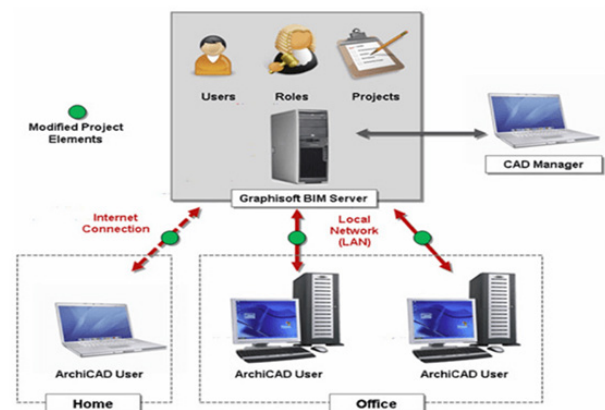 Users
Roles
Projects
Modified Project
Elements
CAD Manager
Graphisoft BIM Server
Internet
Connection
Local
Network
(LAN)
ArchiCAD User
ArchiCAD User
ArchiCAD User
Home
Office